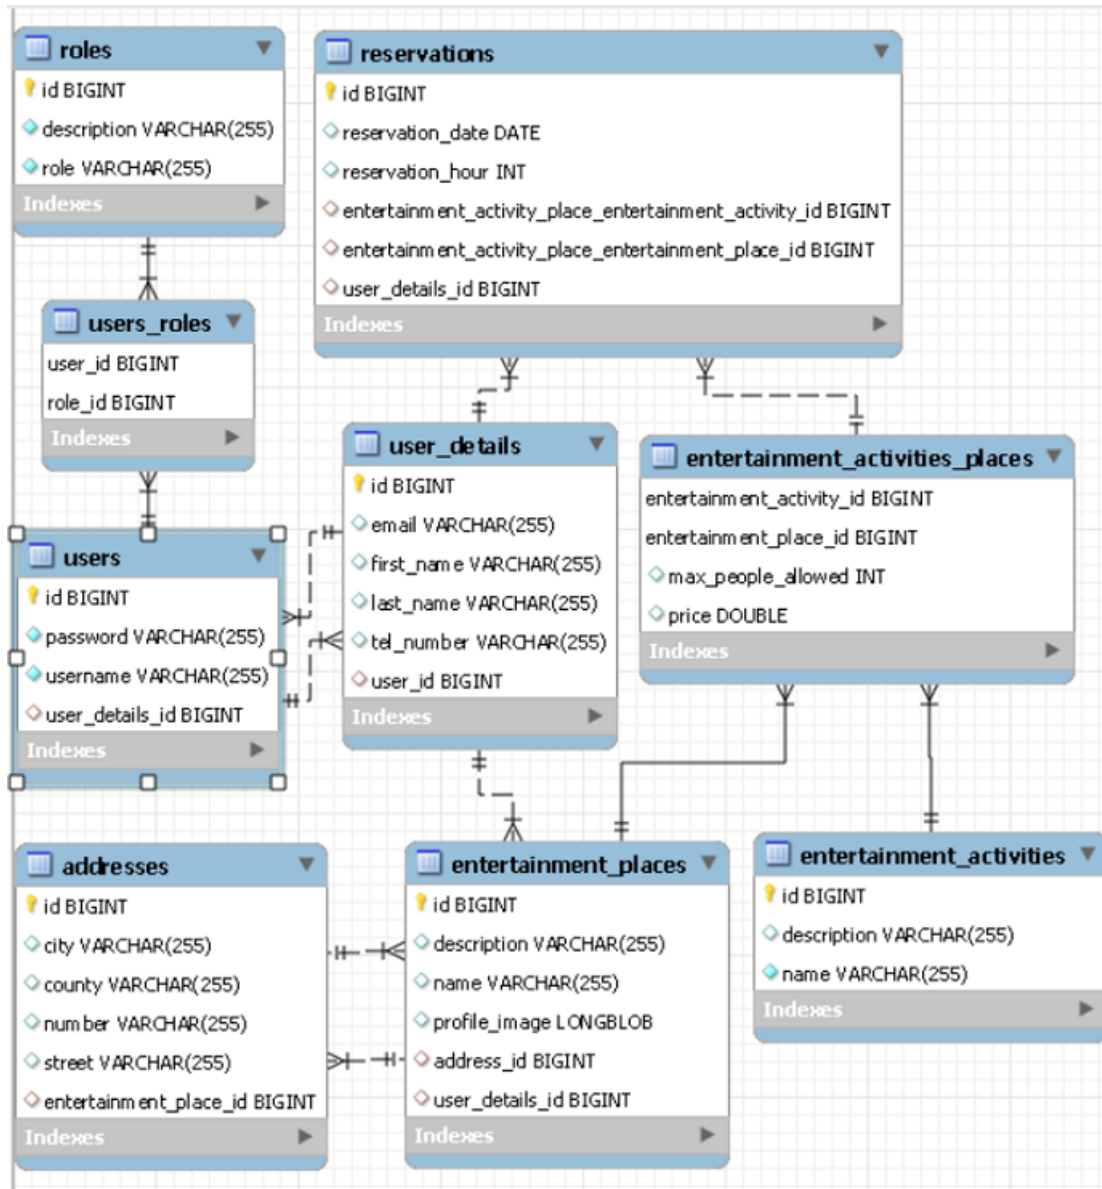 roles
id BIGINT
description VARCHAR(255)
role VARCHAR(255)
Indexes
reservations
id BIGINT
reservation_date DATE
reservation_hour INT
entertainment_activity_place_entertainment_activity_id BIGINT
entertainment_activity_place_entertainment_place_id BIGINT
user_details_id BIGINT
Indexes
users_roles
user_id BIGINT
role_id BIGINT
Indexes
user_details
id BIGINT
email VARCHAR(255)
first_name VARCHAR(255)
last_name VARCHAR(255)
tel_number VARCHAR(255)
user_id BIGINT
Indexes
entertainment_activities_places
entertainment_activity_id BIGINT
entertainment_place_id BIGINT
max_people_allowed INT
price DOUBLE
Indexes
users
id BIGINT
password VARCHAR(255)
username VARCHAR(255)
user_details_id BIGINT
Indexes
addresses
id BIGINT
city VARCHAR(255)
county VARCHAR(255)
number VARCHAR(255)
street VARCHAR(255)
entertainment_place_id BIGINT
Indexes
entertainment_places
id BIGINT
description VARCHAR(255)
name VARCHAR(255)
profile_image LONGBLOB
address_id BIGINT
user_details_id BIGINT
Indexes
entertainment_activities
id BIGINT
description VARCHAR(255)
name VARCHAR(255)
Indexes